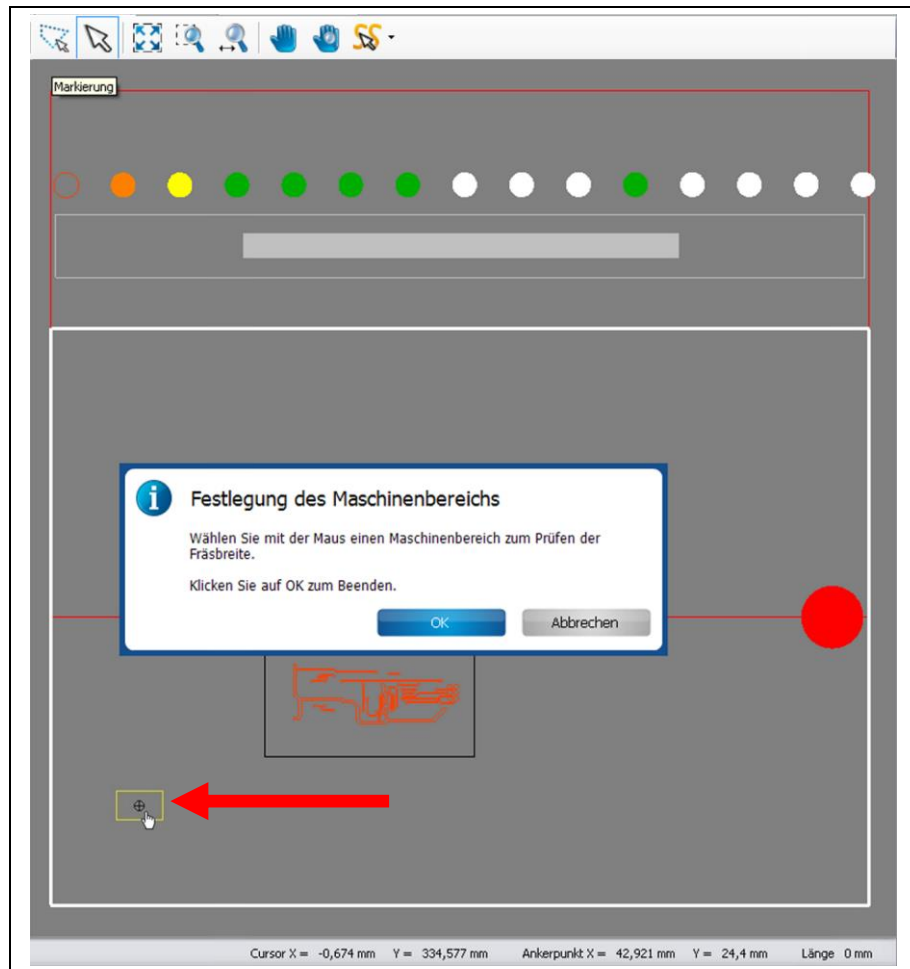 Markierung
Festlegung des Maschinenbereichs
Wählen Sie mit der Maus einen Maschinenbereich zum Prüfen der
Fräsbreite.
Klicken Sie auf OK zum Beenden.
OK Abbrechen
Cursor X = -0,674 mm Y = 334,577 mm Ankerpunkt X = 42,921 mm Y = 24,4 mm Länge 0 mm